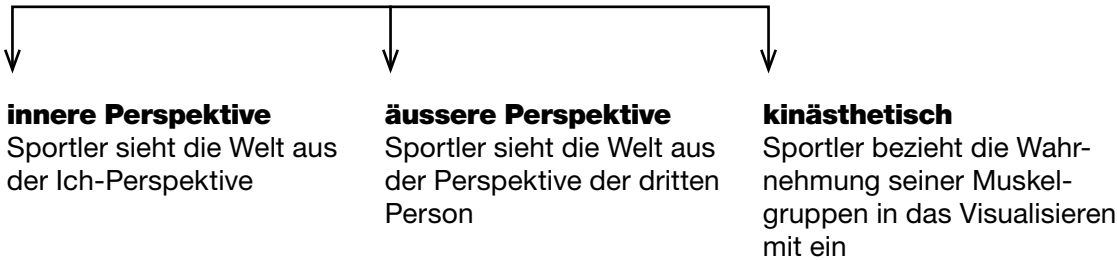 innere Perspektive
Sportler sieht die Welt aus
der Ich-Perspektive
äussere Perspektive
Sportler sieht die Welt aus
der Perspektive der dritten
Person
kinästhetisch
Sportler bezieht die Wahr-
nehmung seiner Muskel-
gruppen in das Visualisieren
mit ein